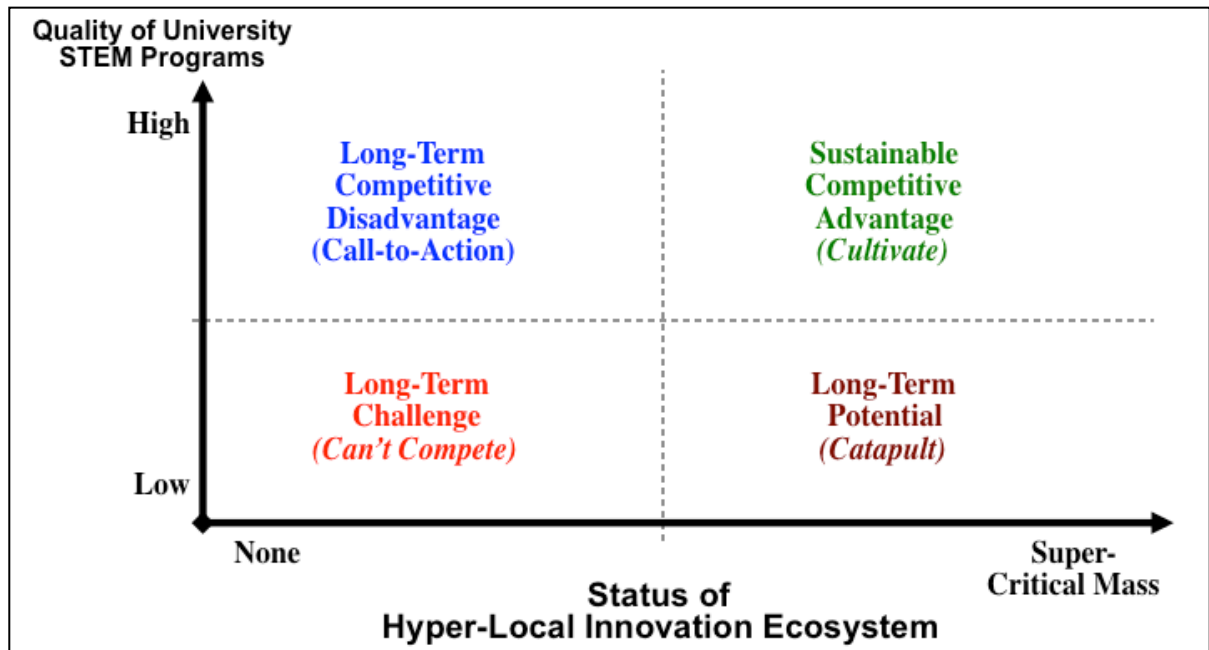 Quality of University
STEM Programs
High
Long-Term
Competitive
Disadvantage
(Call-to-Action)
Sustainable
Competitive
Advantage
(Cultivate)
Long-Term
Challenge
(Can't Compete)
Long-Term
Potential
(Catapult)
Low
None
Super-
Critical Mass
Status of
Hyper-Local Innovation Ecosystem